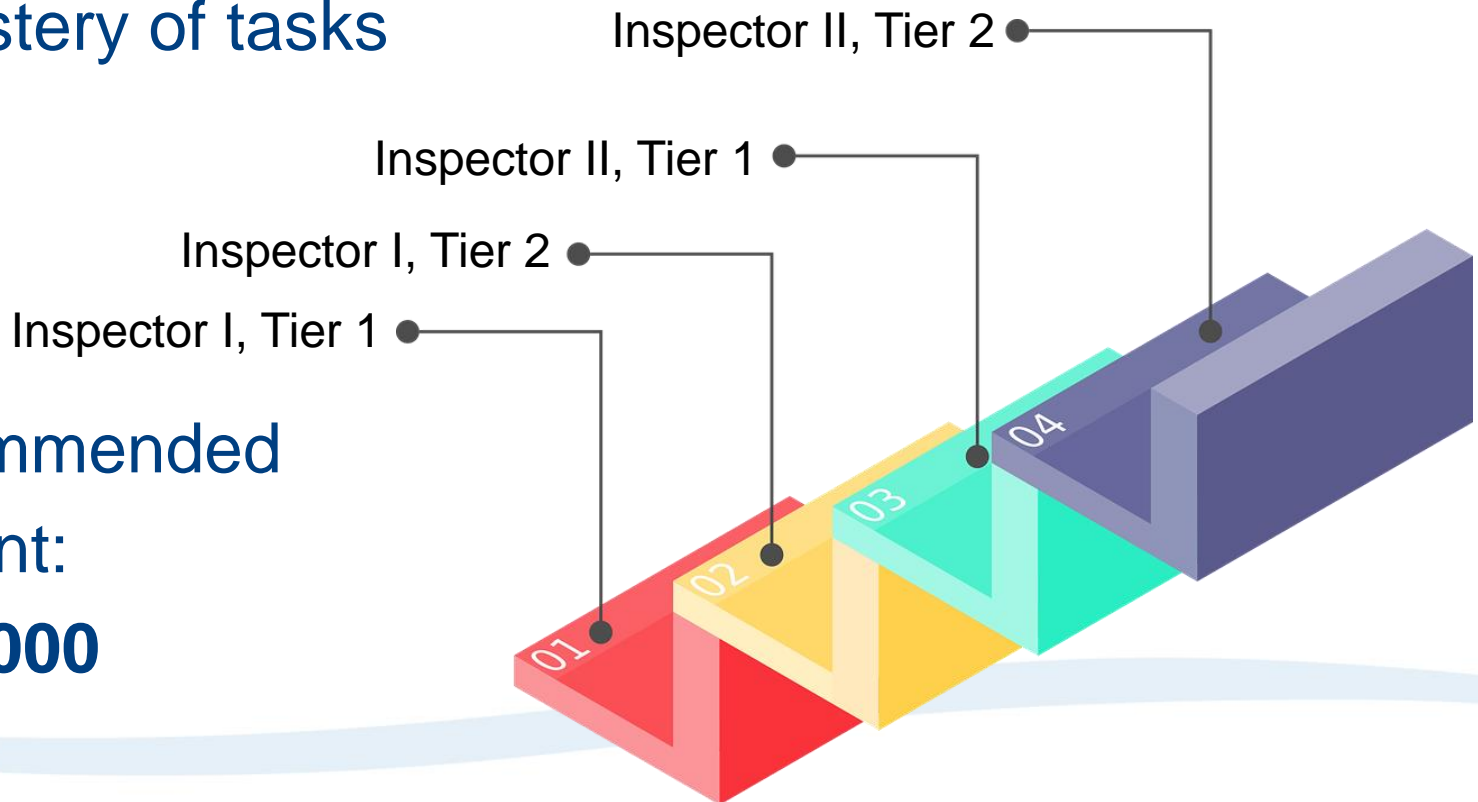 stery of tasks
Inspector II, Tier 2
Inspector II, Tier 1
Inspector I, Tier 2
Inspector I, Tier 1
mmended
nt:
000
04
03
02
01